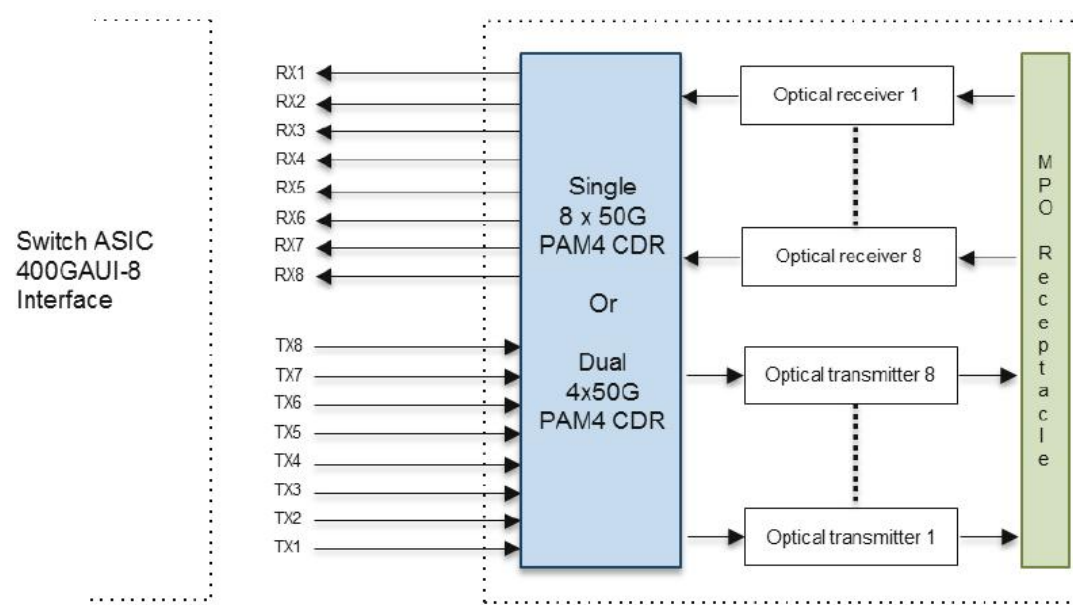 Switch ASIC
400GAUI-8
Interface
RX1
RX2
RX3
RX4
RX5
RX6
RX7
RX8
TX8
TX7
TX6
TX5
TX4
TX3
TX2
TX1
Single
8 x 50G
PAM4 CDR
Or
Dual
4x50G
PAM4 CDR
Optical receiver 1
Optical receiver 8
Optical transmitter 8
Optical transmitter 1
MPO Receptacle